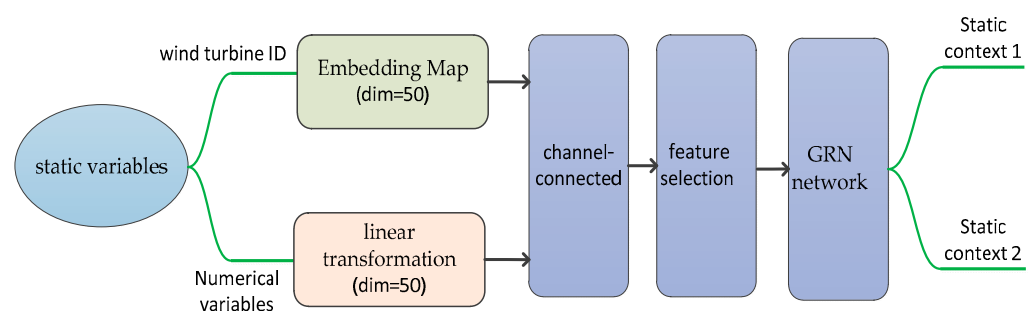 static variables
wind turbine ID
Numerical
variables
Embedding Map
(dim=50)
linear
transformation
(dim=50)
channel-
connected
feature
selection
GRN
network
Static
context 1
Static
context 2